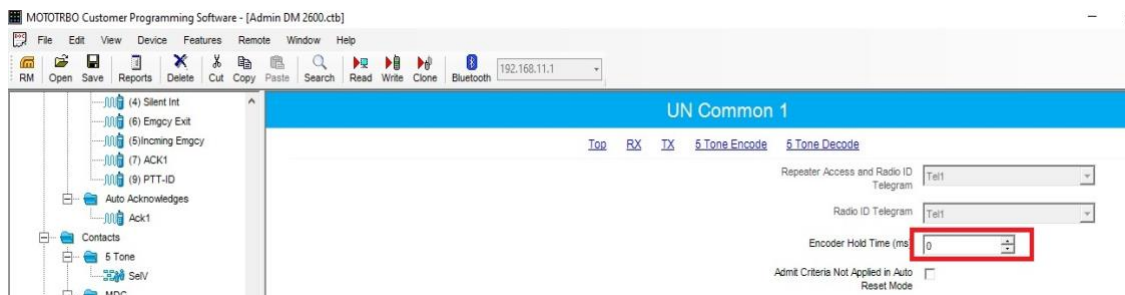 MOTOTRBO Customer Programming Software - [Admin DM 2600.ctb]
File Edit View Device Features Remote Window Help
RM Open Save Reports Delete Cut Copy Paste Search Read Write Clone Bluetooth 192.168.11.1
(4) Silent Int
(6) Emgcy Exit
(5)Incming Emgcy
(7) ACK1
(9) PTT-ID
Auto Acknowledges
Ack1
Contacts
5 Tone
SelV
MDC
UN Common 1
Top RX TX 5 Tone Encode 5 Tone Decode
Repeater Access and Radio ID
Telegram Tel1
Radio ID Telegram Tel1
Encoder Hold Time (ms 0
Admit Criteria Not Applied in Auto
Reset Mode